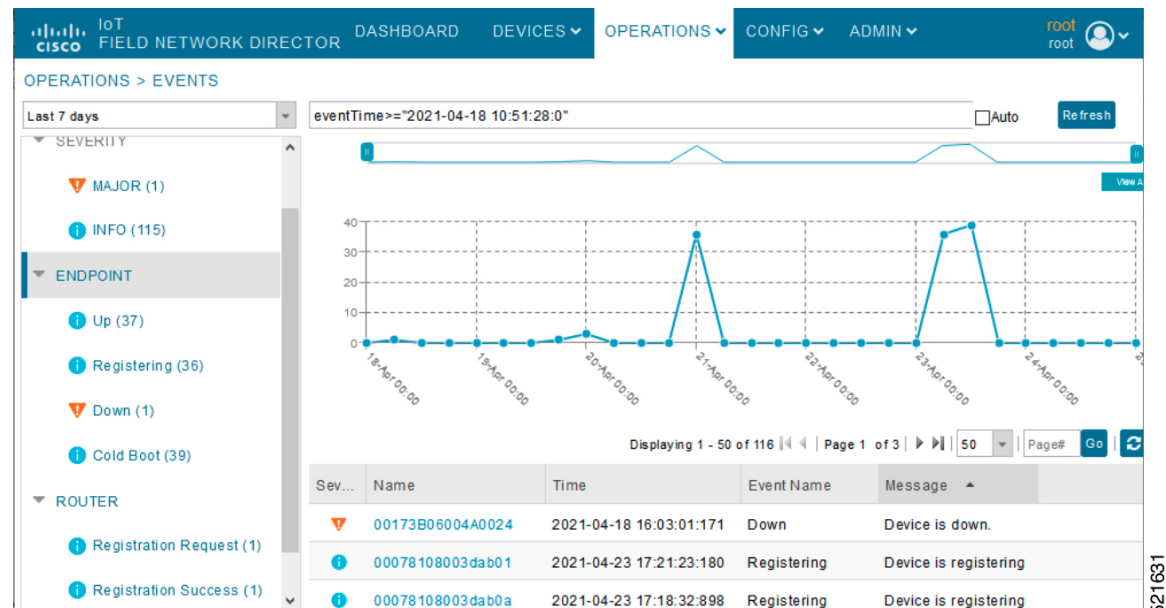 IoT
cisco FIELD NETWORK DIRECTOR
DASHBOARD DEVICES OPERATIONS CONFIG ADMIN
root
root
OPERATIONS > EVENTS
Last 7 days
eventTime>="2021-04-18 10:51:28:0"
Auto
Refresh
SEVERITY
MAJOR (1)
INFO (115)
ENDPOINT
Up (37)
Registering (36)
Down (1)
Cold Boot (39)
ROUTER
Registration Request (1)
Registration Success (1)
View A
40
30
20
10
0
18-Apr 00:00
19-Apr 00:00
20-Apr 00:00
21-Apr 00:00
22-Apr 00:00
23-Apr 00:00
24-Apr 00:00
Displaying 1 - 50 of 116 | Page 1 of 3 | 50 | Page# Go
Sev... Name Time Event Name Message
00173B06004A0024 2021-04-18 16:03:01:171 Down Device is down.
00078108003dab01 2021-04-23 17:21:23:180 Registering Device is registering
00078108003dab0a 2021-04-23 17:18:32:898 Registering Device is registering